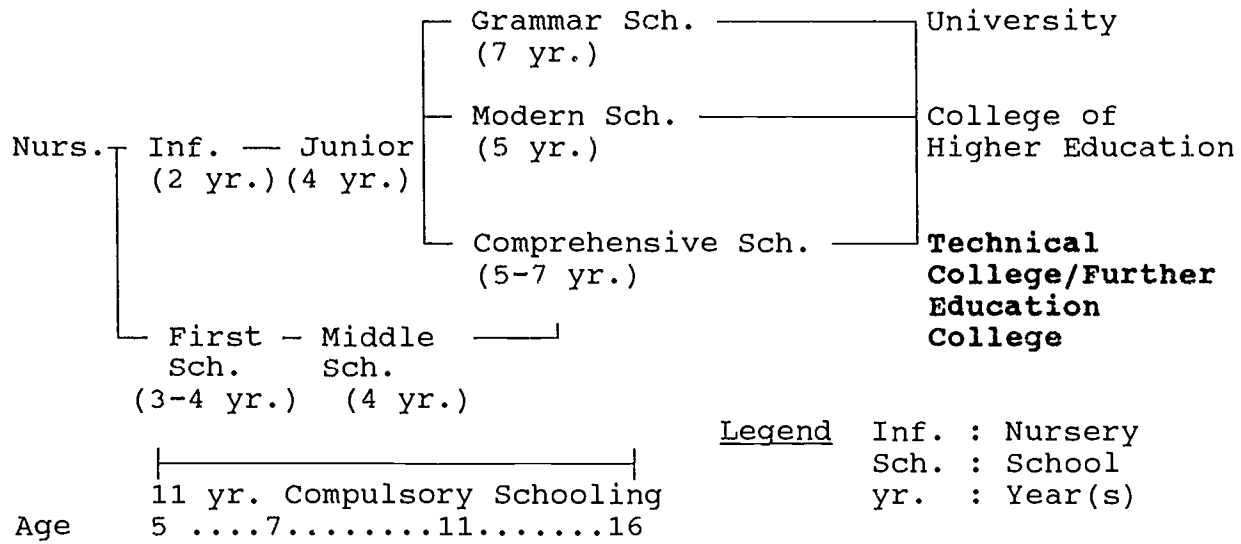 Grammar Sch.
(7 yr.)
University
Modern Sch.
(5 yr.)
College of
Higher Education
Nurs.
Inf.
(2 yr.)
Junior
(4 yr.)
Comprehensive Sch.
(5-7 yr.)
Technical
College/Further
Education
College
First
Sch.
(3-4 yr.)
Middle
Sch.
(4 yr.)
Legend
Inf. : Nursery
Sch. : School
yr. : Year(s)
11 yr. Compulsory Schooling
Age 5 ....7........11.......16